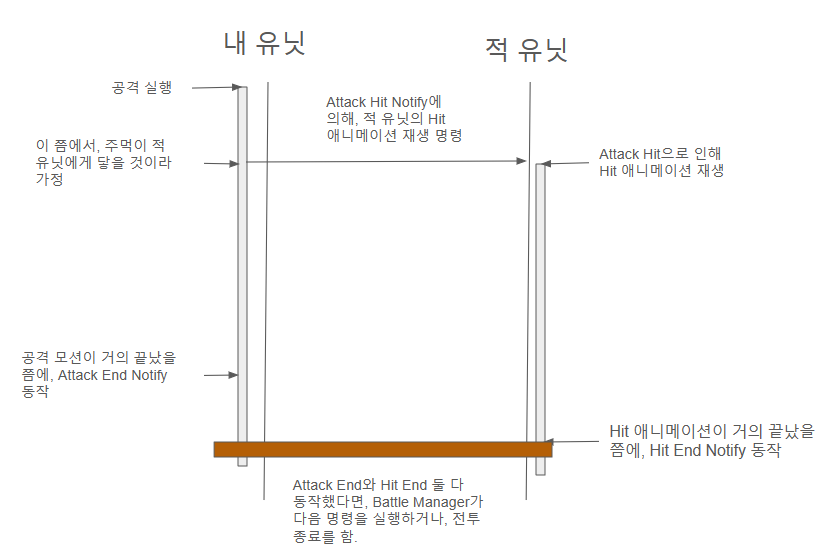 내 유닛
적 유닛
공격 실행
Attack Hit Notify에
의해, 적 유닛의 Hit
애니메이션 재생 명령
이 쯤에서, 주먹이 적
유닛에게 닿을 것이라
가정
Attack Hit으로 인해
Hit 애니메이션 재생
공격 모션이 거의 끝났을
쯤에, Attack End Notify
동작
Hit 애니메이션이 거의 끝났을
쯤에, Hit End Notify 동작
Attack End와 Hit End 둘 다
동작했다면, Battle Manager가
다음 명령을 실행하거나, 전투
종료를 함.